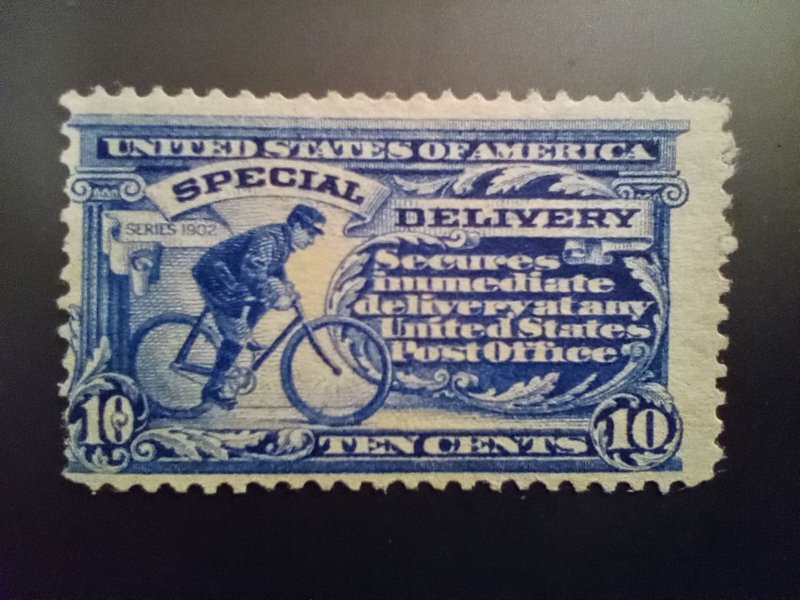 UNITED STATES OF AMERICA
SPECIAL DELIVERY
SERIES 1902
Secures
immediate
delivery at any
United States
Post Office
10 TEN CENTS 10